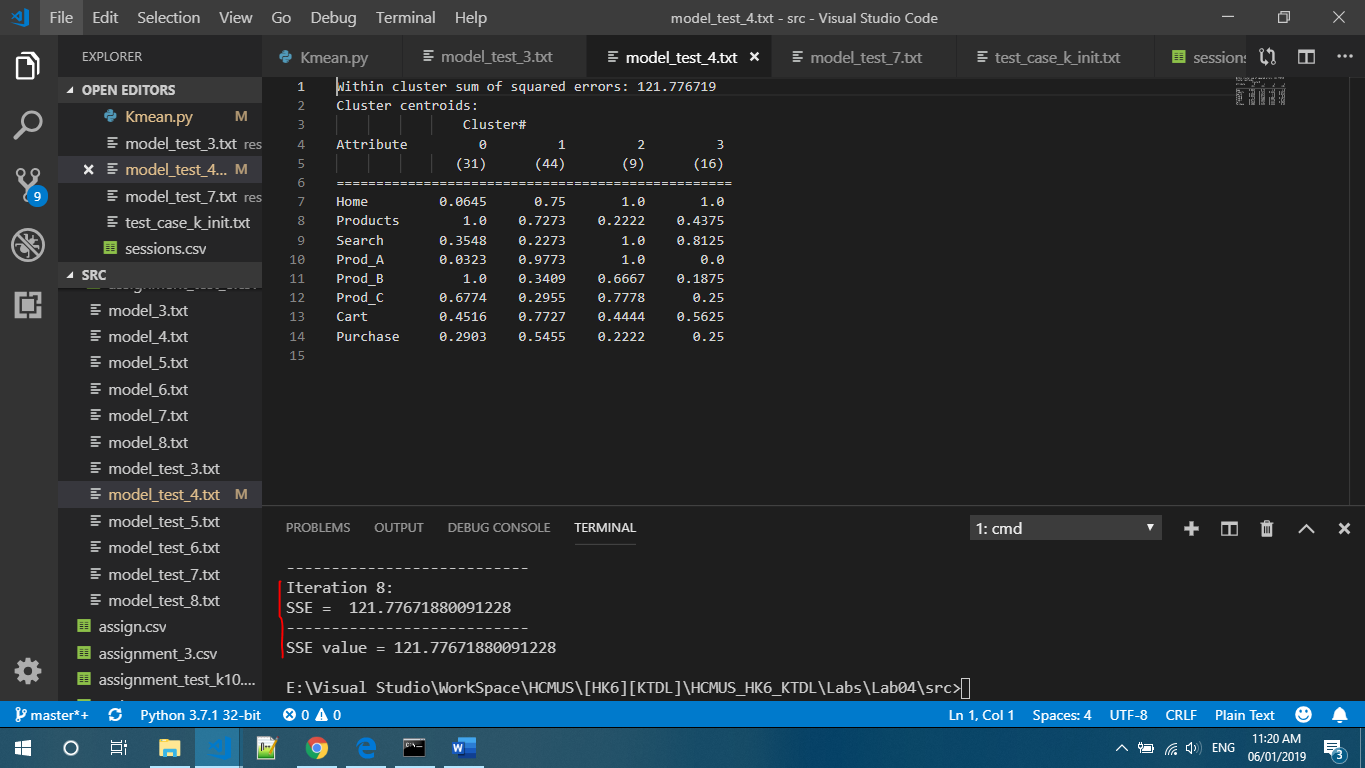 File Edit Selection View Go Debug Terminal Help model_test_4.txt - src - Visual Studio Code
EXPLORER
OPEN EDITORS
Kmean.py M
model_test_3.txt res
model_test_4... M
model_test_7.txt res
test_case_k_init.txt
sessions.csv
SRC
model_3.txt
model_4.txt
model_5.txt
model_6.txt
model_7.txt
model_8.txt
model_test_3.txt
model_test_4.txt M
model_test_5.txt
model_test_6.txt
model_test_7.txt
model_test_8.txt
assign.csv
assignment_3.csv
assignment_test_k10....
9
Kmean.py model_test_3.txt model_test_4.txt model_test_7.txt test_case_k_init.txt sessions
1 Within cluster sum of squared errors: 121.776719
2 Cluster centroids:
3 Cluster#
4 Attribute 0 1 2 3
5 (31) (44) (9) (16)
6 ==================================================
7 Home 0.0645 0.75 1.0 1.0
8 Products 1.0 0.7273 0.2222 0.4375
9 Search 0.3548 0.2273 1.0 0.8125
10 Prod_A 0.0323 0.9773 1.0 0.0
11 Prod_B 1.0 0.3409 0.6667 0.1875
12 Prod_C 0.6774 0.2955 0.7778 0.25
13 Cart 0.4516 0.7727 0.4444 0.5625
14 Purchase 0.2903 0.5455 0.2222 0.25
15
PROBLEMS OUTPUT DEBUG CONSOLE TERMINAL 1: cmd
---------------------------
Iteration 8:
SSE =  121.77671880091228
---------------------------
SSE value = 121.77671880091228
E:\Visual Studio\WorkSpace\HCMUS\[HK6][KTDL]\HCMUS_HK6_KTDL\Labs\Lab04\src>
master*+ Python 3.7.1 32-bit 0 0 Ln 1, Col 1 Spaces: 4 UTF-8 CRLF Plain Text
ENG 11:20 AM
06/01/2019 3